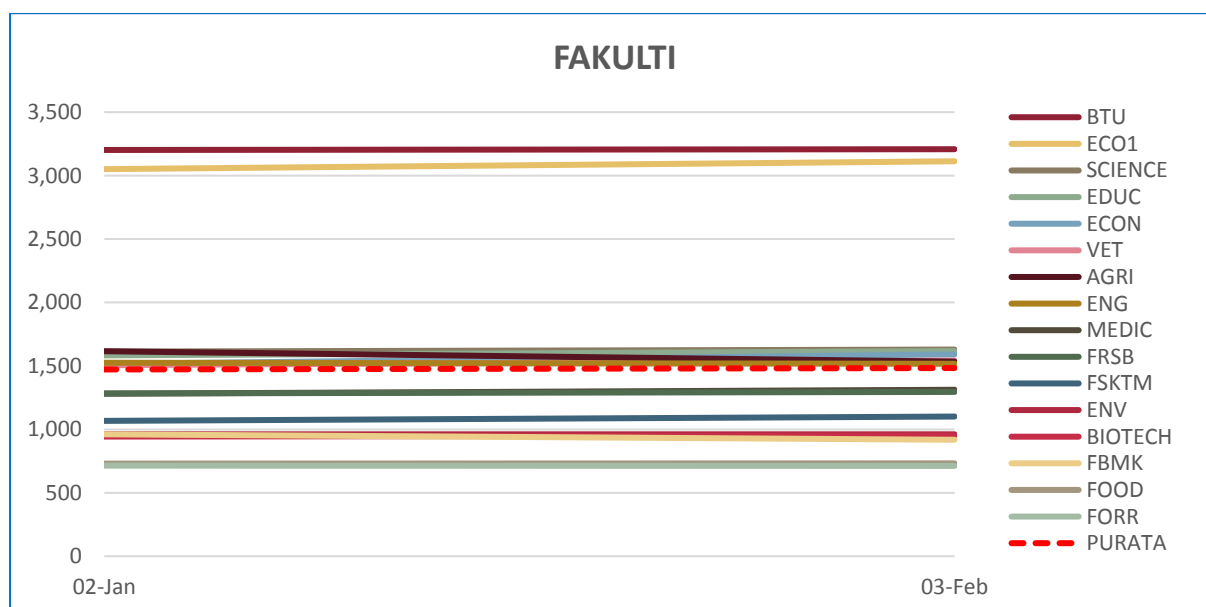 FAKULTI
3,500
3,000
2,500
2,000
1,500
1,000
500
0
02-Jan
03-Feb
BTU
ECO1
SCIENCE
EDUC
ECON
VET
AGRI
ENG
MEDIC
FRSB
FSKTM
ENV
BIOTECH
FBMK
FOOD
FORR
PURATA